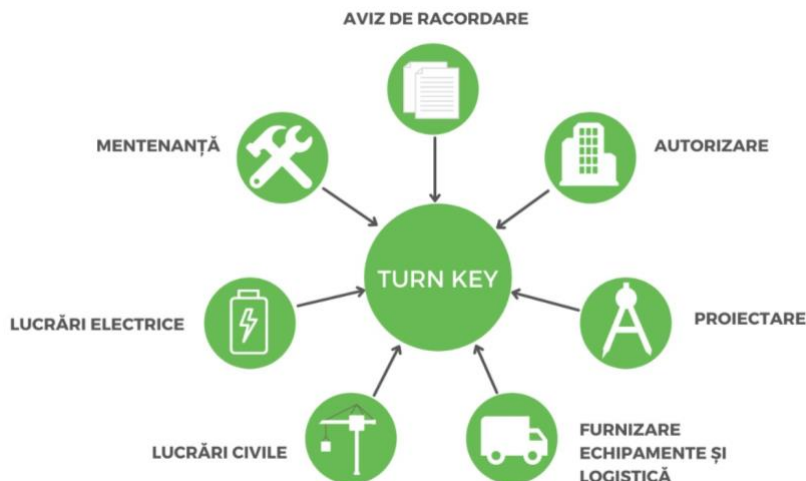 AVIZ DE RACORDARE
MENTENANȚĂ
AUTORIZARE
TURN KEY
LUCRĂRI ELECTRICE
PROIECTARE
LUCRĂRI CIVILE
FURNIZARE
ECHIPAMENTE ȘI
LOGISTICĂ